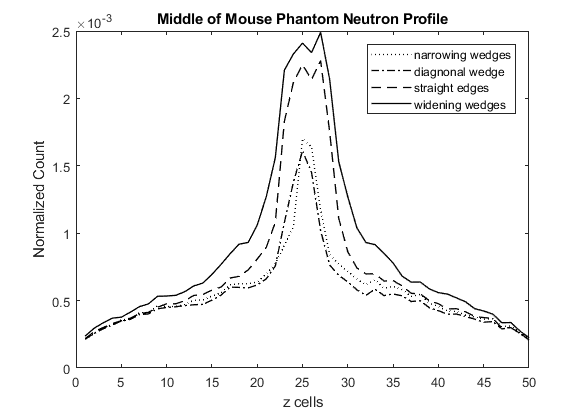 Middle of Mouse Phantom Neutron Profile
×10⁻³
2.5
2
1.5
1
0.5
0
Normalized Count
narrowing wedges
diagnonal wedge
straight edges
widening wedges
0 5 10 15 20 25 30 35 40 45 50
z cells